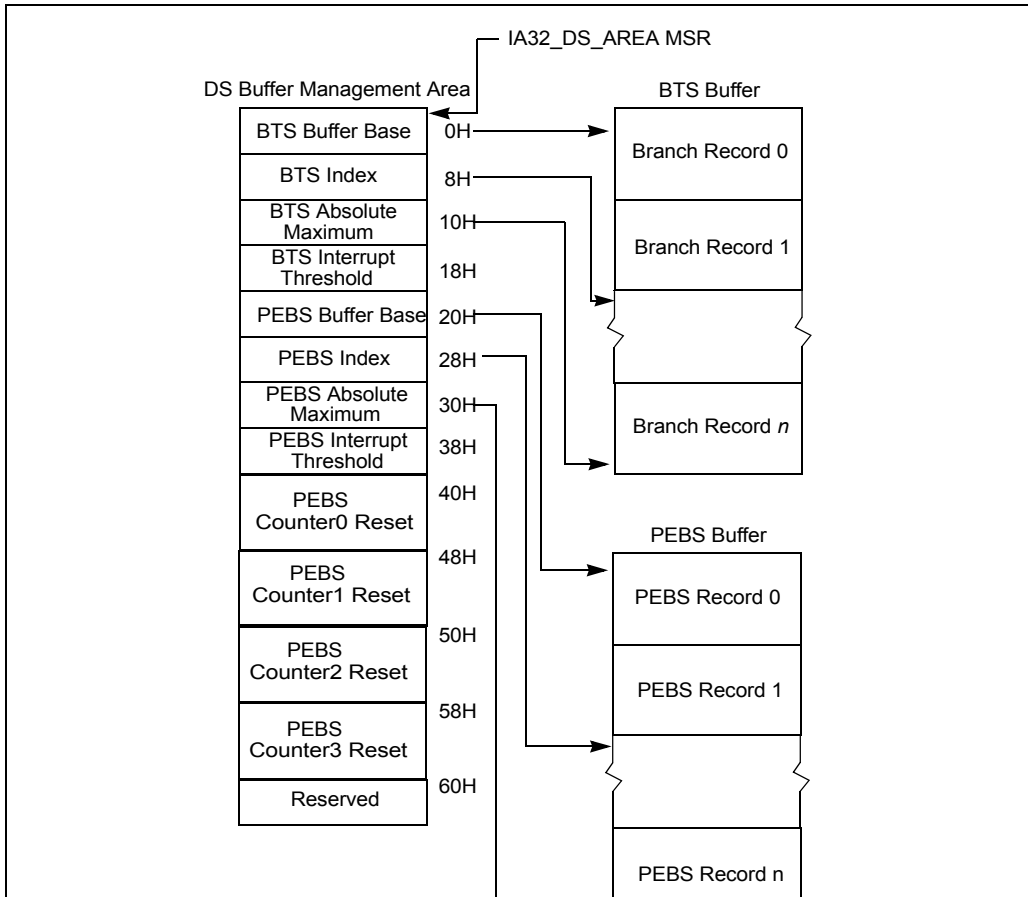 IA32_DS_AREA MSR
DS Buffer Management Area
BTS Buffer Base 0H
BTS Index 8H
BTS Absolute
Maximum 10H
BTS Interrupt
Threshold 18H
PEBS Buffer Base 20H
PEBS Index 28H
PEBS Absolute
Maximum 30H
PEBS Interrupt
Threshold 38H
40H
PEBS
Counter0 Reset
48H
PEBS
Counter1 Reset
50H
PEBS
Counter2 Reset
58H
PEBS
Counter3 Reset
60H
Reserved
BTS Buffer
Branch Record 0
Branch Record 1
Branch Record n
PEBS Buffer
PEBS Record 0
PEBS Record 1
PEBS Record n